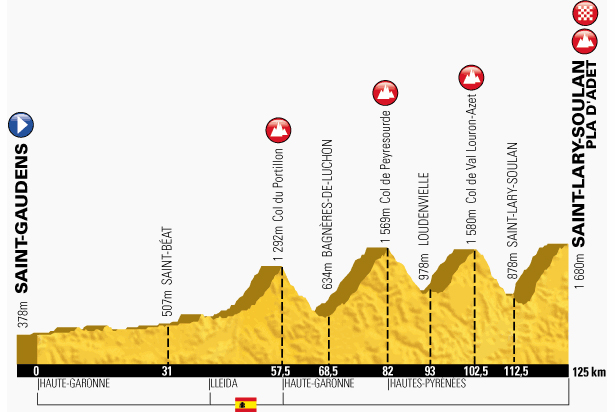 378m SAINT-GAUDENS
507m SAINT-BÉAT
1 292m Col du Portillon
634m BAGNÈRES-DE-LUCHON
1 569m Col de Peyresourde
978m LOUDENVIELLE
1 580m Col de Val Louron-Azet
878m SAINT-LARY-SOULAN
1 680m SAINT-LARY-SOULAN
PLA D'ADET
0 31 57,5 68,5 82 93 102,5 112,5 125 km
HAUTE-GARONNE LLEIDA HAUTE-GARONNE HAUTES-PYRENEES